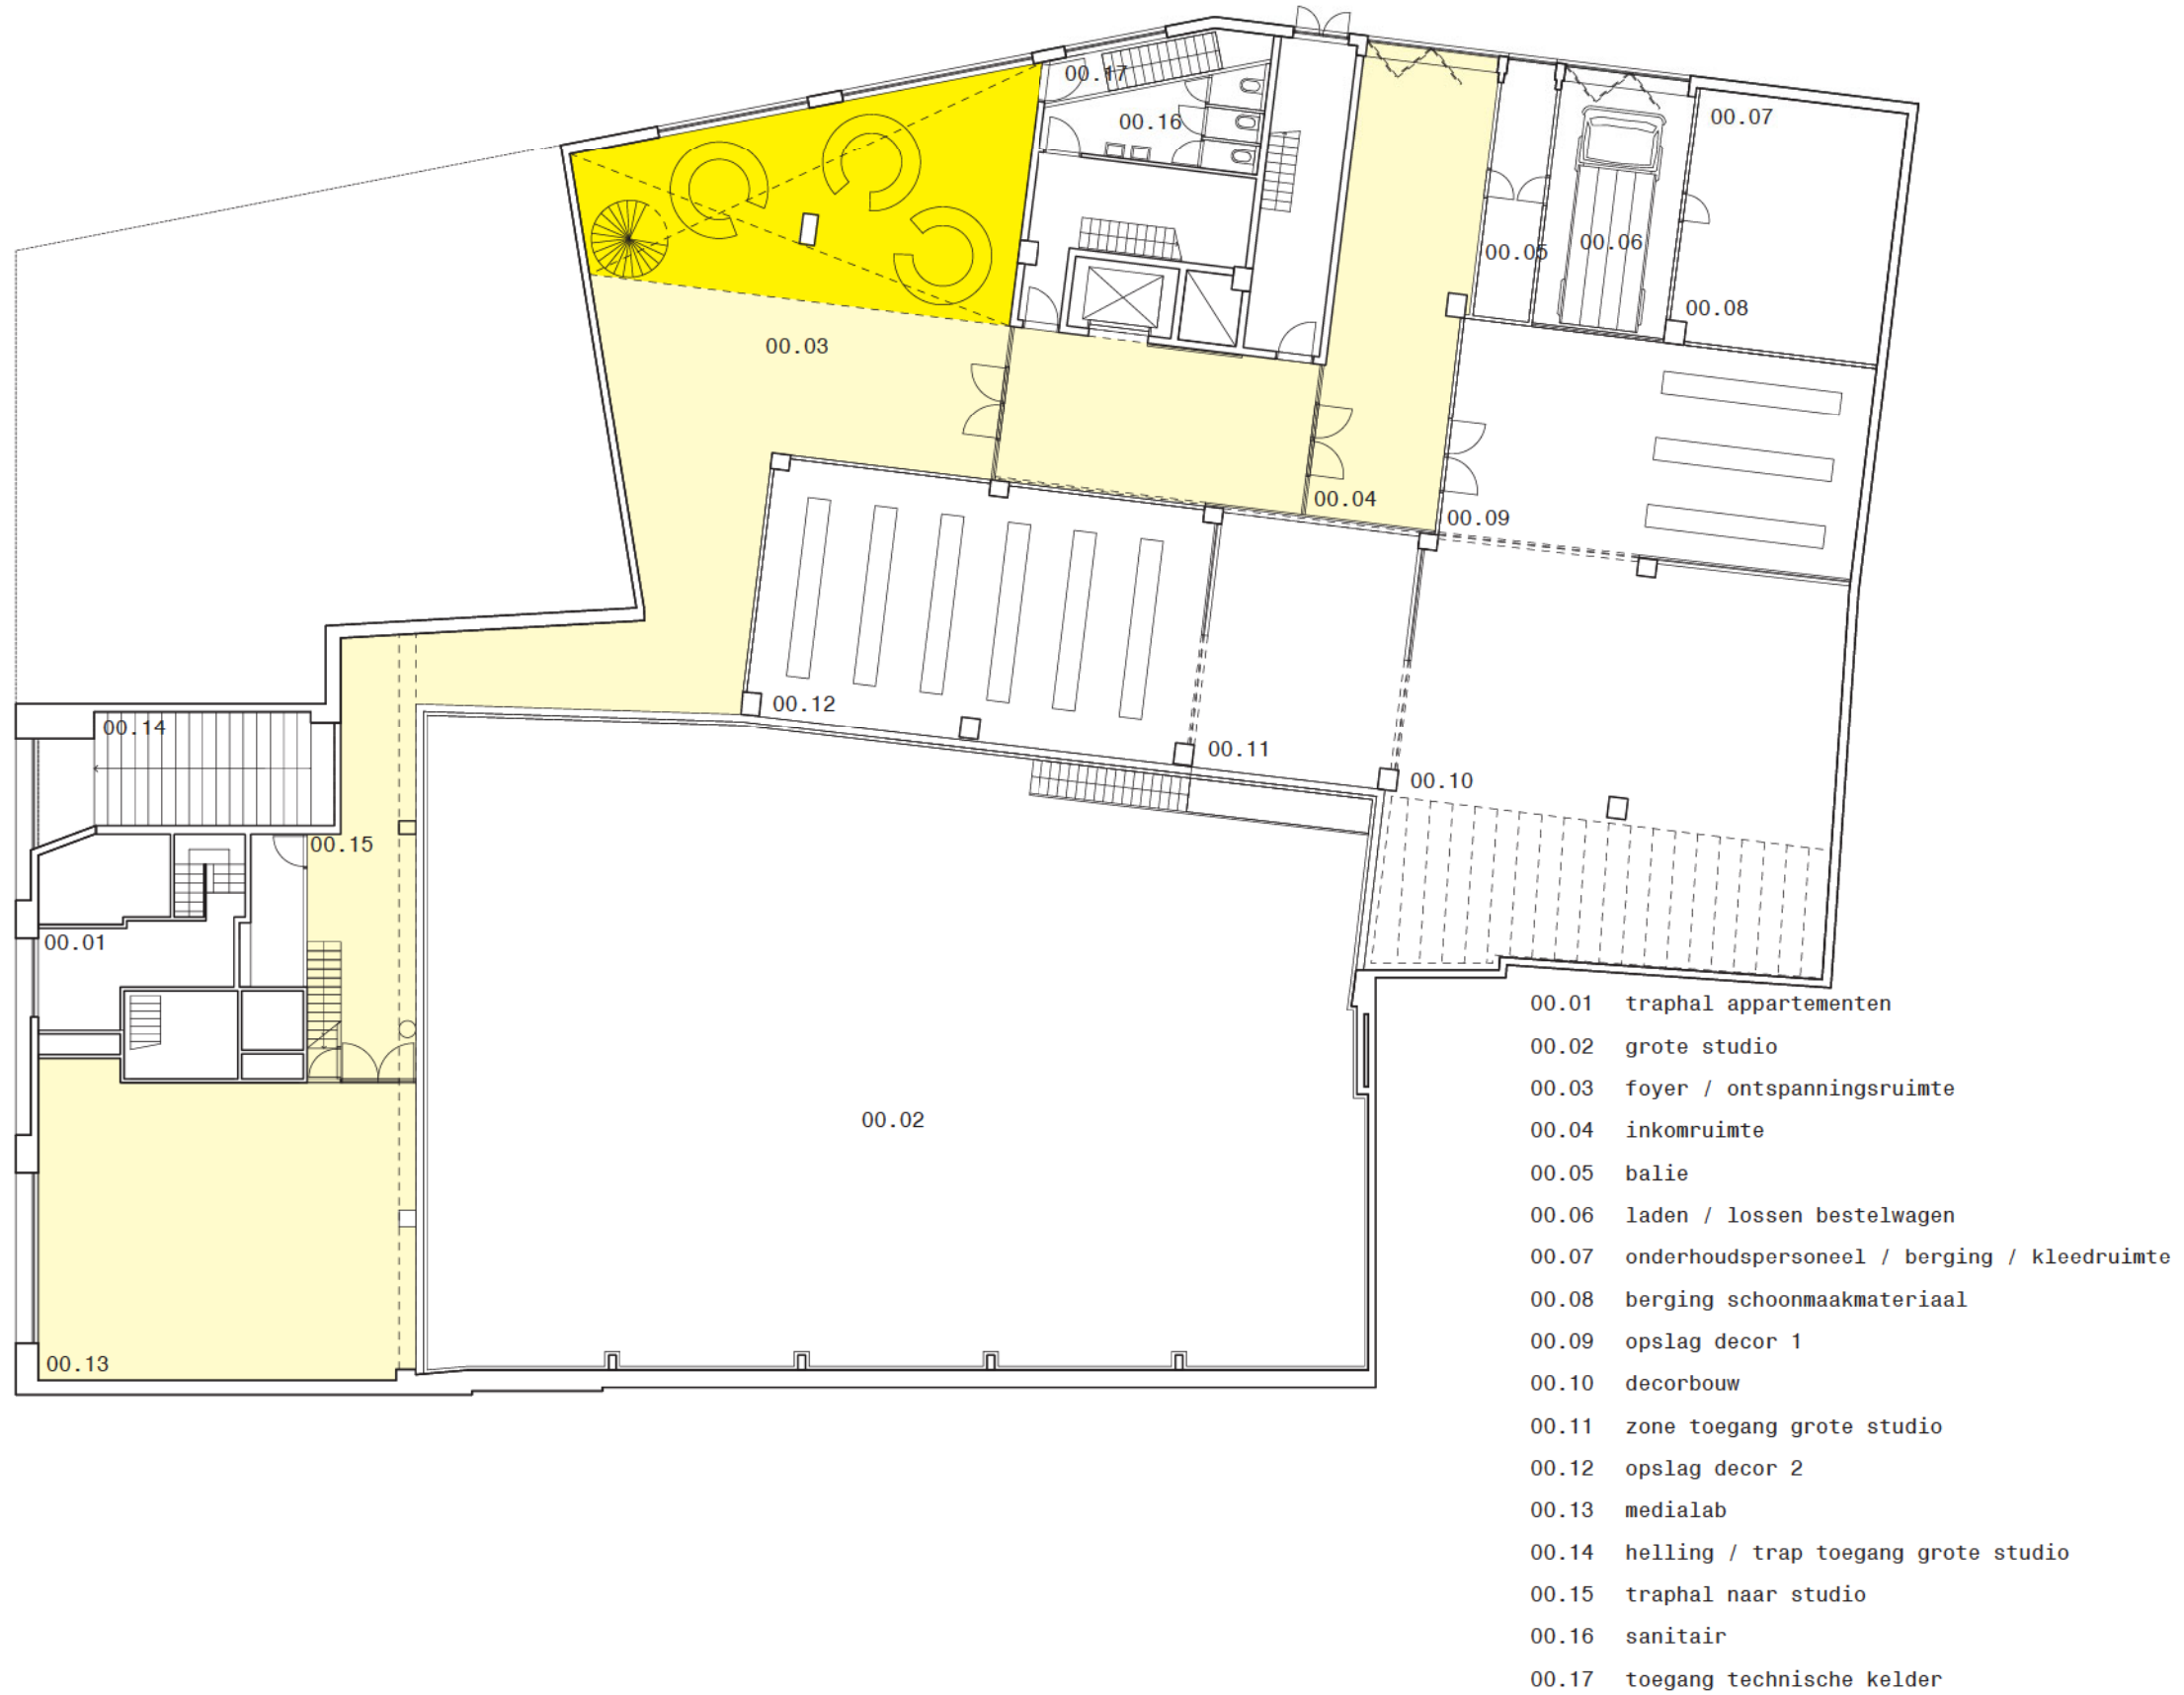 00.17
00.16
00.07
00.05
00.06
00.08
00.03
00.04
00.09
00.12
00.14
00.11
00.10
00.15
00.01
00.02
00.13
00.01 traphal appartementen
00.02 grote studio
00.03 foyer / ontspanningsruimte
00.04 inkomruimte
00.05 balie
00.06 laden / lossen bestelwagen
00.07 onderhoudspersoneel / berging / kleedruimte
00.08 berging schoonmaakmateriaal
00.09 opslag decor 1
00.10 decorbouw
00.11 zone toegang grote studio
00.12 opslag decor 2
00.13 medialab
00.14 helling / trap toegang grote studio
00.15 traphal naar studio
00.16 sanitair
00.17 toegang technische kelder